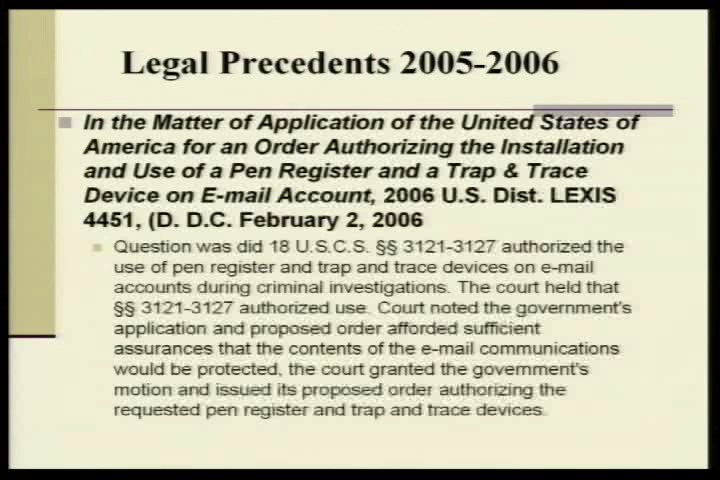 Legal Precedents 2005-2006
In the Matter of Application of the United States of
America for an Order Authorizing the Installation
and Use of a Pen Register and a Trap & Trace
Device on E-mail Account, 2006 U.S. Dist. LEXIS
4451, (D. D.C. February 2, 2006
Question was did 18 U.S.C.S. §§ 3121-3127 authorized the
use of pen register and trap and trace devices on e-mail
accounts during criminal investigations. The court held that
§§ 3121-3127 authorized use. Court noted the government's
application and proposed order afforded sufficient
assurances that the contents of the e-mail communications
would be protected, the court granted the government's
motion and issued its proposed order authorizing the
requested pen register and trap and trace devices.